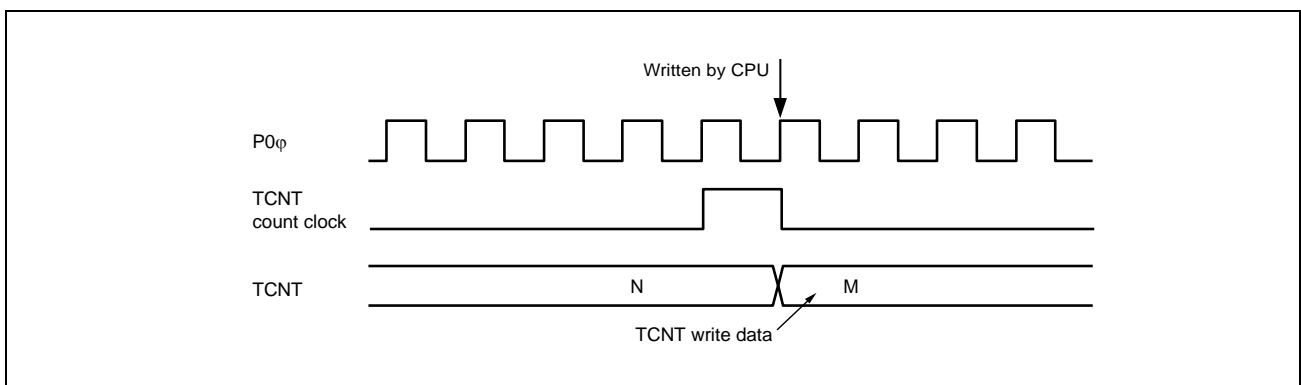 Written by CPU
P0φ
TCNT
count clock
TCNT
N
M
TCNT write data